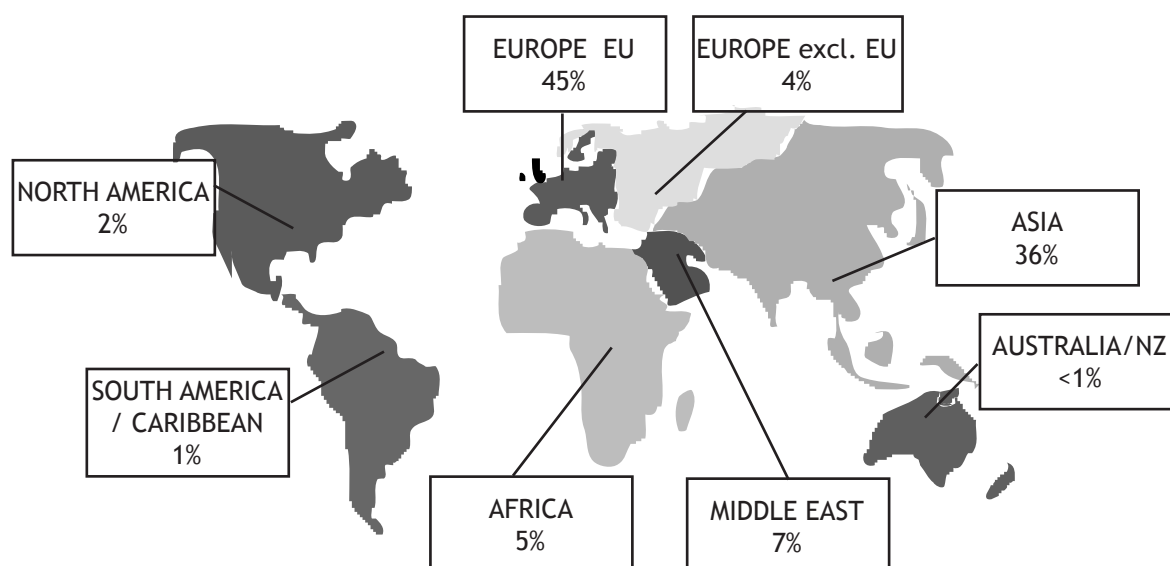 EUROPE EU
45%
EUROPE excl. EU
4%
NORTH AMERICA
2%
ASIA
36%
AUSTRALIA/NZ
<1%
SOUTH AMERICA
/ CARIBBEAN
1%
AFRICA
5%
MIDDLE EAST
7%